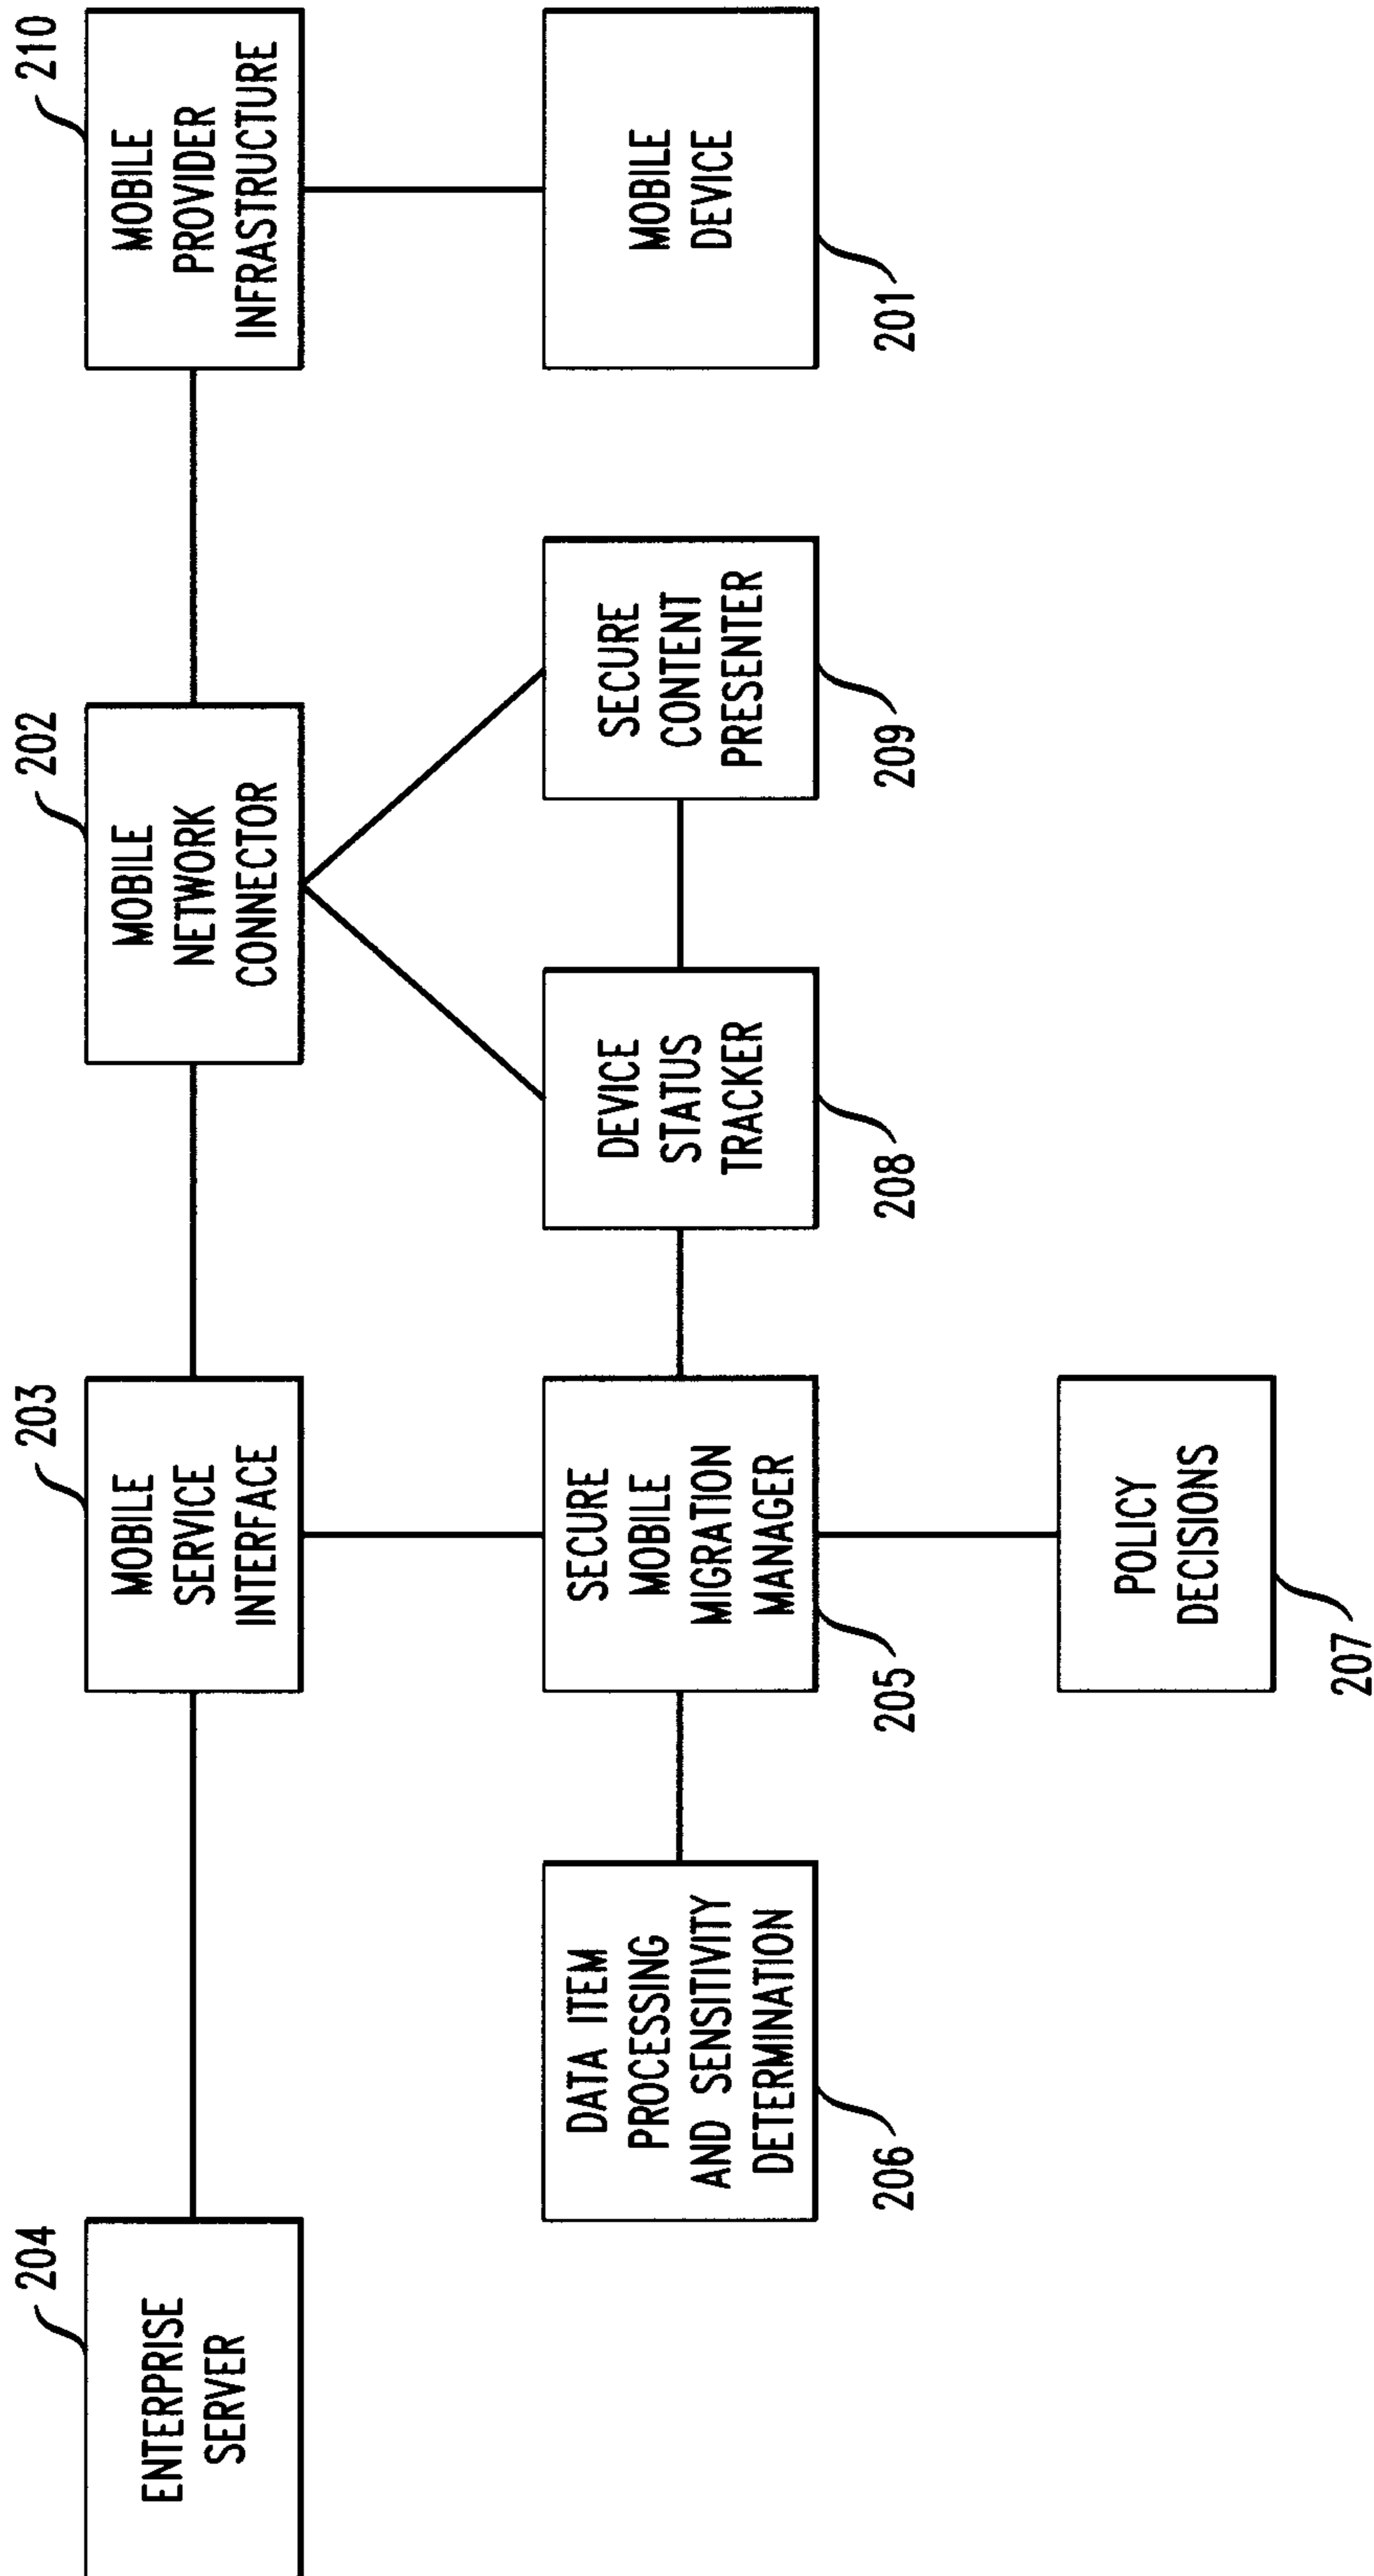 204
ENTERPRISE
SERVER
203
MOBILE
SERVICE
INTERFACE
202
MOBILE
NETWORK
CONNECTOR
210
MOBILE
PROVIDER
INFRASTRUCTURE
DATA ITEM
PROCESSING
AND SENSITIVITY
DETERMINATION
206
SECURE
MOBILE
MIGRATION
MANAGER
205
DEVICE
STATUS
TRACKER
208
SECURE
CONTENT
PRESENTER
209
MOBILE
DEVICE
201
POLICY
DECISIONS
207